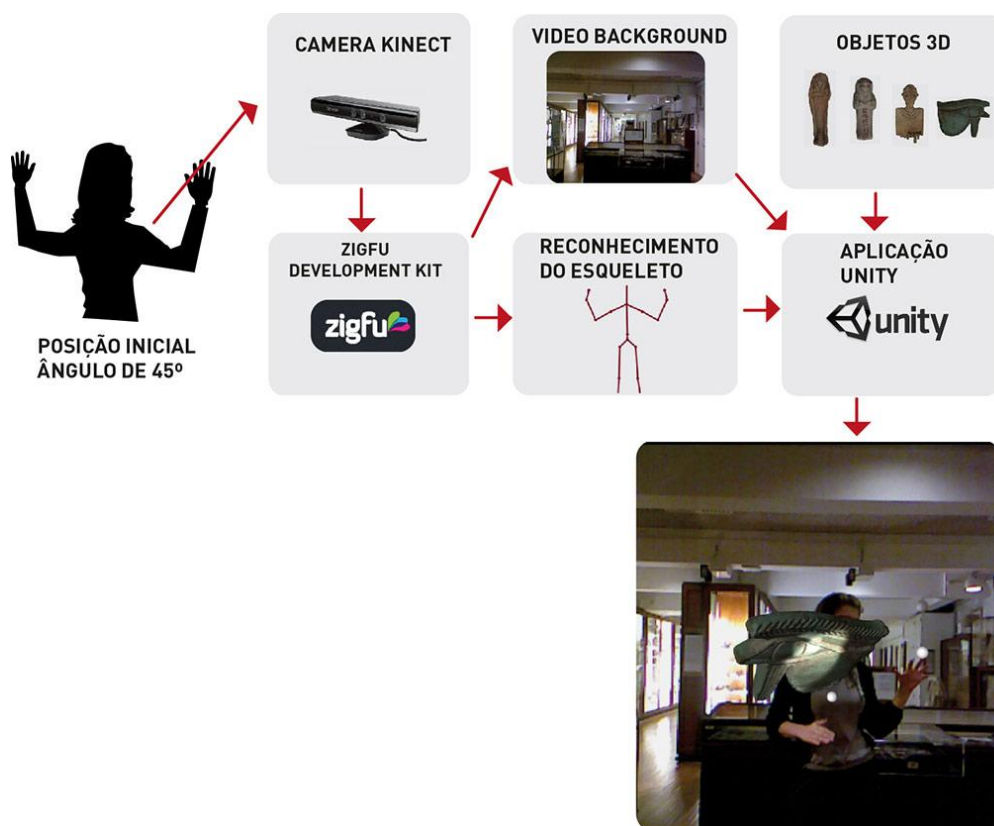 CAMERA KINECT
VIDEO BACKGROUND
OBJETOS 3D
ZIGFU
DEVELOPMENT KIT
zigfu
RECONHECIMENTO
DO ESQUELETO
APLICAÇÃO
UNITY
unity
POSIÇÃO INICIAL
ÂNGULO DE 45º